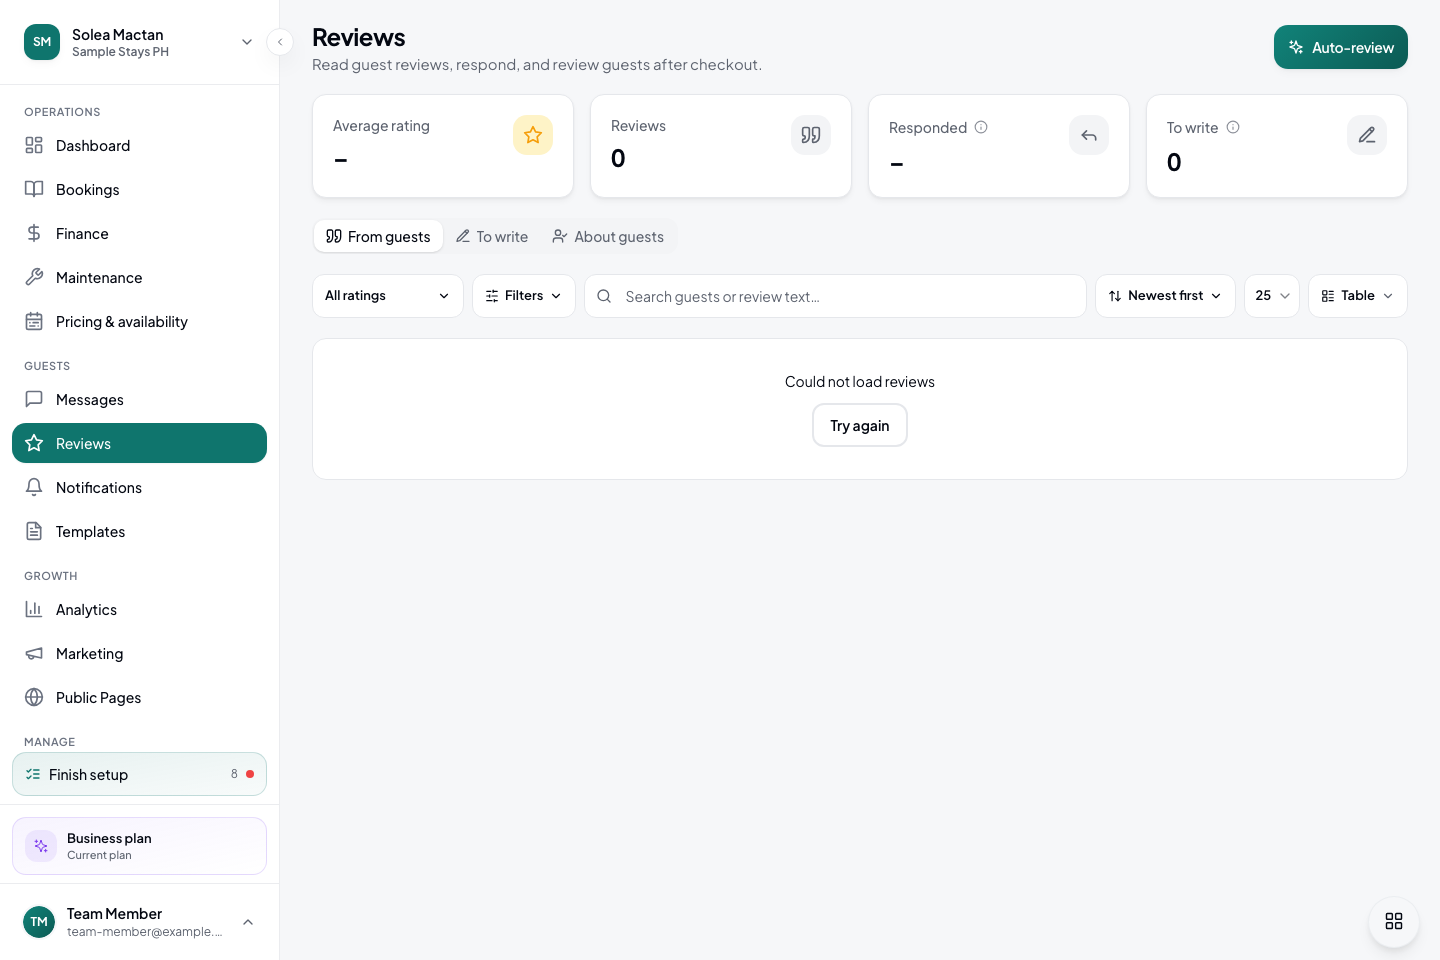 SM
Solea Mactan
Sample Stays PH
OPERATIONS
Dashboard
Bookings
Finance
Maintenance
Pricing & availability
GUESTS
Messages
Reviews
Notifications
Templates
GROWTH
Analytics
Marketing
Public Pages
MANAGE
Finish setup 8
Business plan
Current plan
TM
Team Member
team-member@example....
Reviews
Read guest reviews, respond, and review guests after checkout.
Auto-review
Average rating
–
Reviews
0
Responded
–
To write
0
From guests To write About guests
All ratings Filters Search guests or review text... Newest first 25 Table
Could not load reviews
Try again